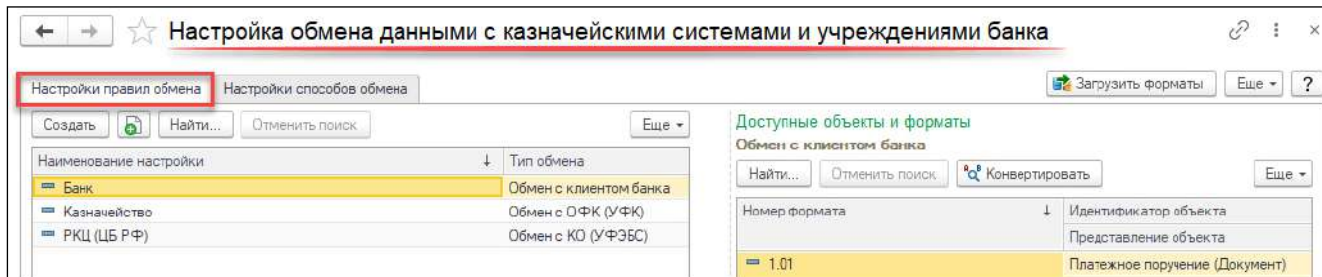 Настройка обмена данными с казначейскими системами и учреждениями банка
Настройки правил обмена Настройки способов обмена Загрузить форматы Еще ?
Создать Найти... Отменить поиск Еще
Наименование настройки Тип обмена
Банк Обмен с клиентом банка
Казначейство Обмен с ОФК (УФК)
РКЦ (ЦБ РФ) Обмен с КО (УФЭБС)
Доступные объекты и форматы
Обмен с клиентом банка
Найти... Отменить поиск Конвертировать Еще
Номер формата Идентификатор объекта
Представление объекта
1.01 Платежное поручение (Документ)